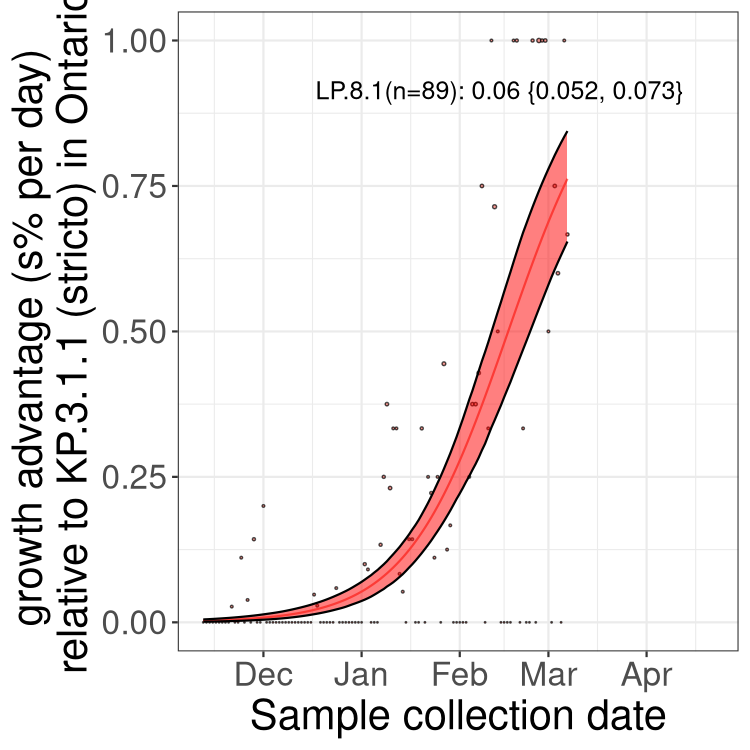 growth advantage (s% per day)
relative to KP.3.1.1 (stricto) in Ontario
1.00
0.75
0.50
0.25
0.00
LP.8.1(n=89): 0.06 {0.052, 0.073}
Dec Jan Feb Mar Apr
Sample collection date